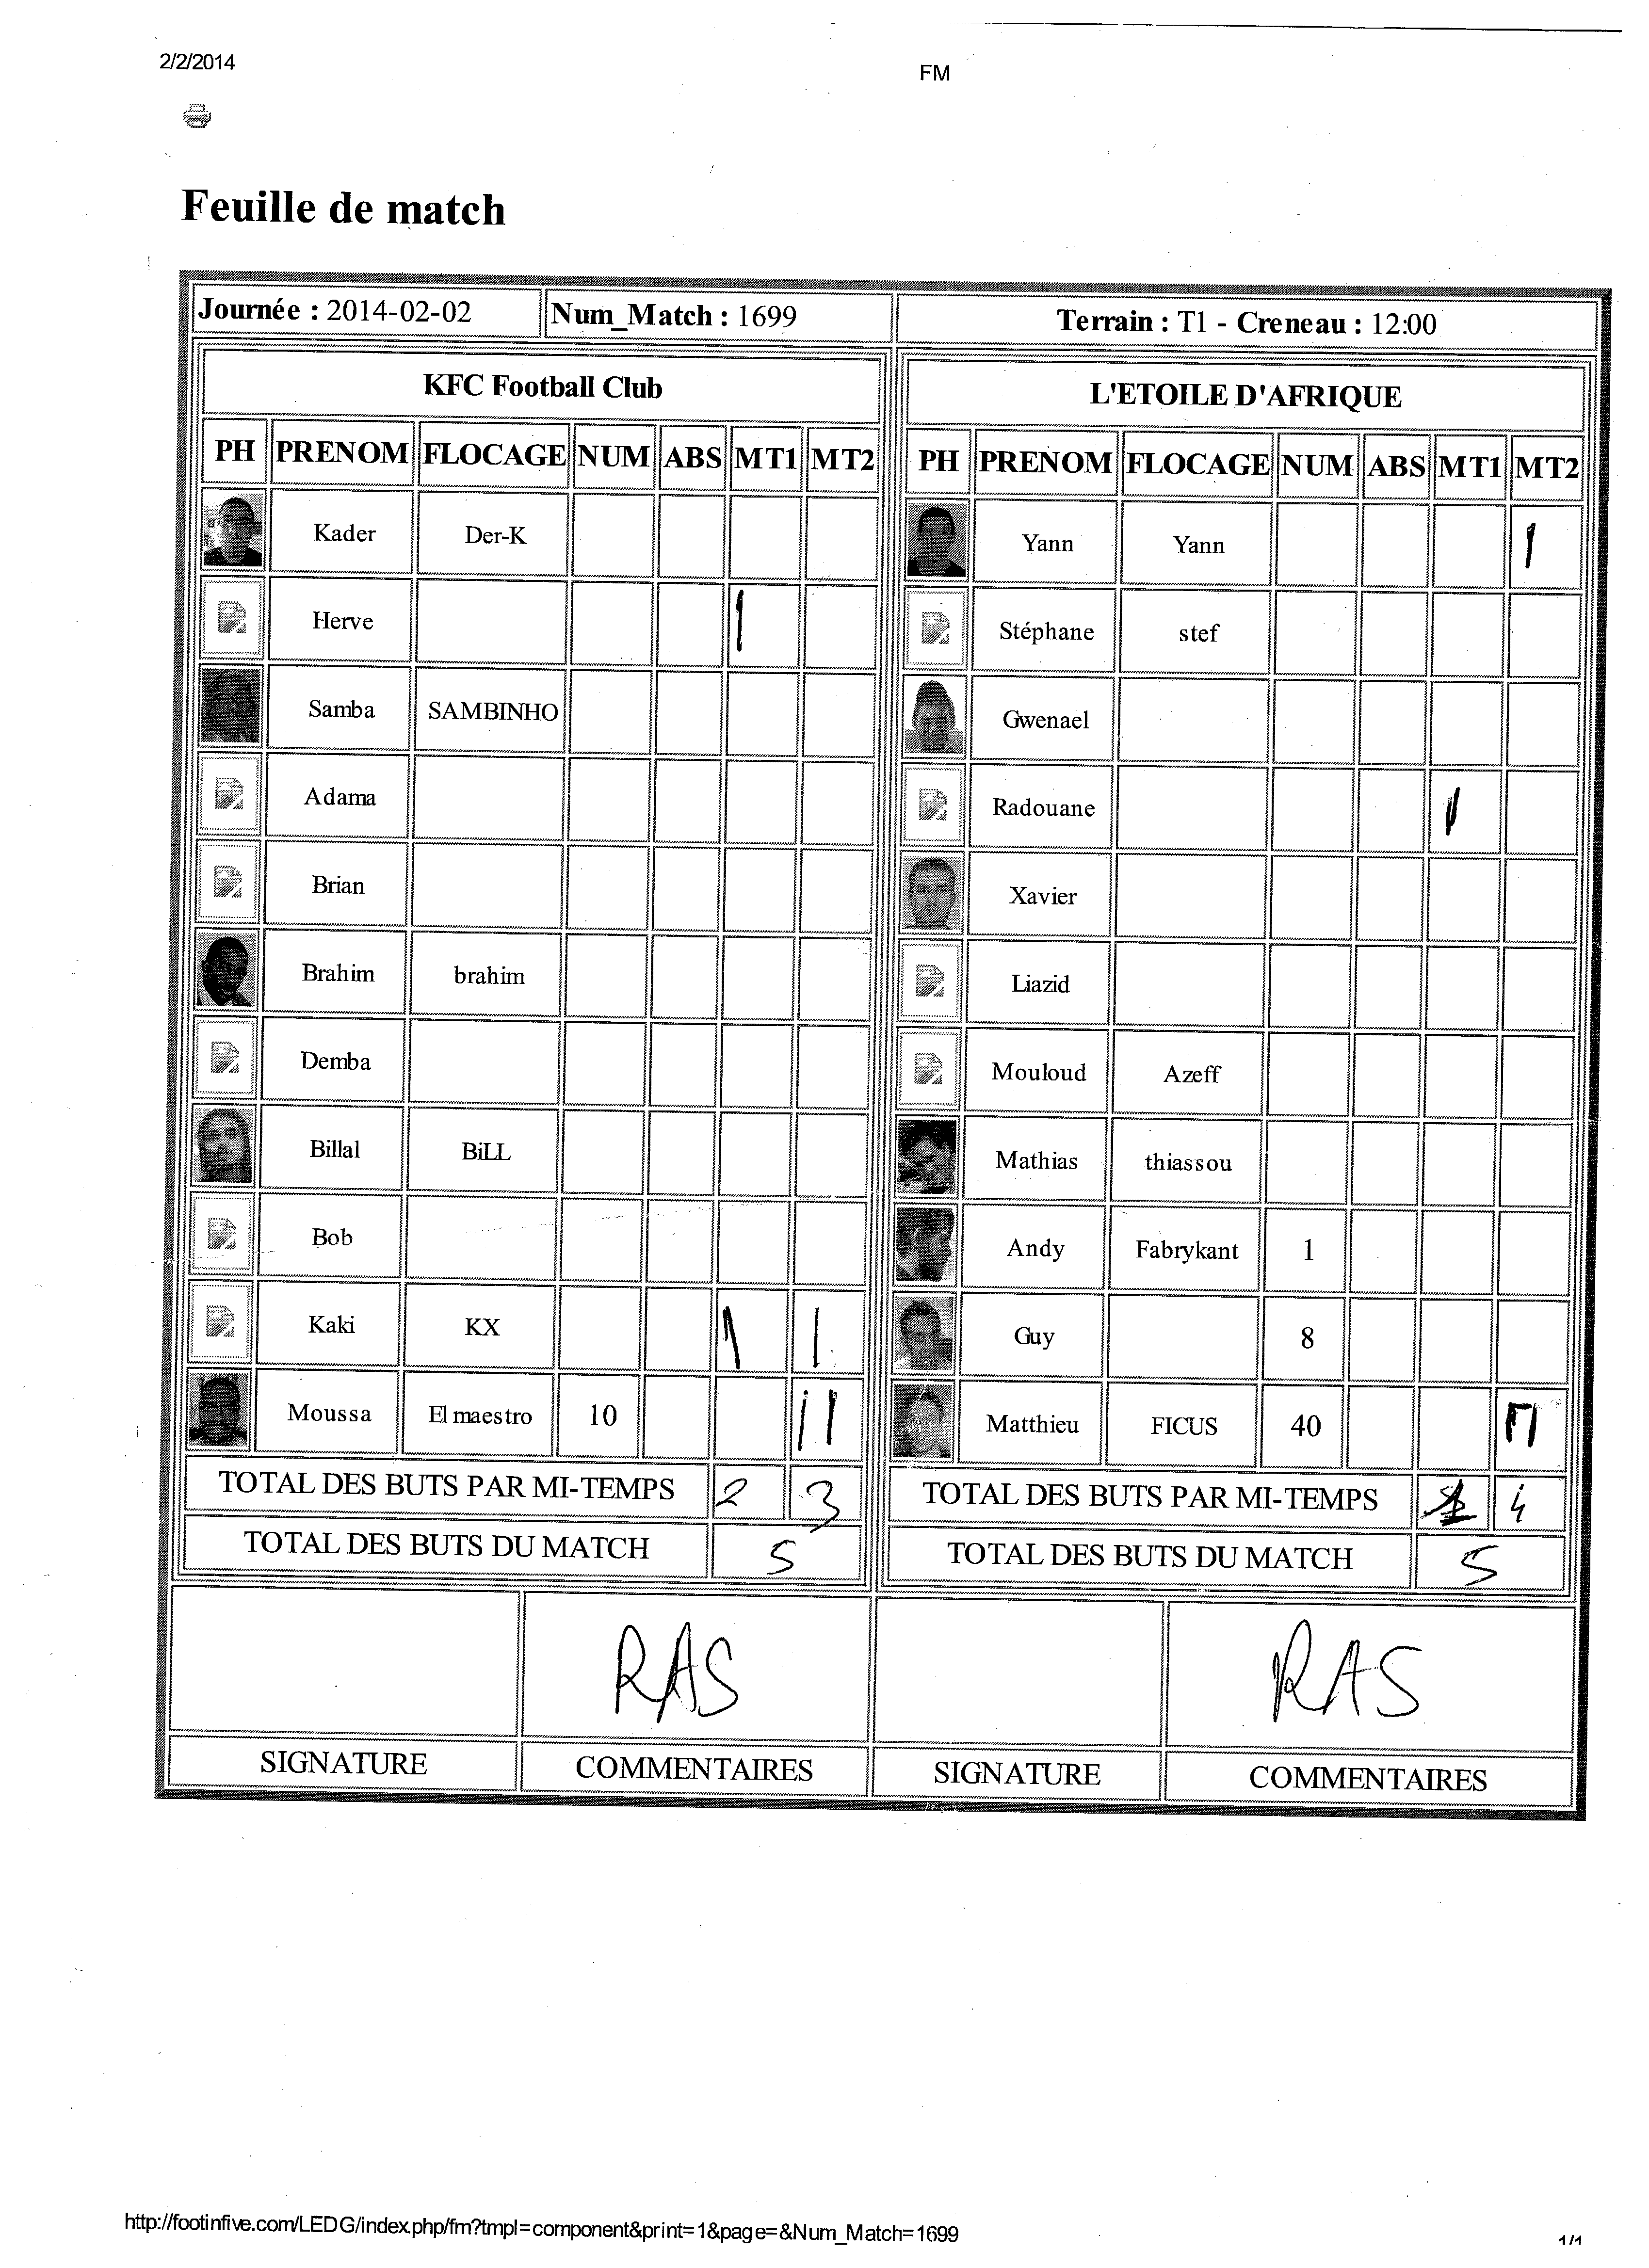 2/2/2014
FM
Feuille de match
Journée : 2014-02-02 Num_Match : 1699 Terrain : T1 - Creneau : 12:00
KFC Football Club L'ETOILE D'AFRIQUE
PH PRENOM FLOCAGE NUM ABS MT1 MT2 PH PRENOM FLOCAGE NUM ABS MT1 MT2
Kader Der-K Yann Yann 1
Herve 1 Stéphane stef
Samba SAMBINHO Gwenael
Adama Radouane 1
Brian Xavier
Brahim brahim Liazid
Demba Mouloud Azeff
Billal BiLL Mathias thiassou
Bob Andy Fabrykant 1
Kaki KX 1 1 Guy 8
Moussa El maestro 10 11 Matthieu FICUS 40
TOTAL DES BUTS PAR MI-TEMPS 2 3 TOTAL DES BUTS PAR MI-TEMPS 4
TOTAL DES BUTS DU MATCH 5 TOTAL DES BUTS DU MATCH 5
RAS RAS
SIGNATURE COMMENTAIRES SIGNATURE COMMENTAIRES
http://footinfive.com/LEDG/index.php/fm?tmpl=component&print=1&page=&Num_Match=1699
1/1